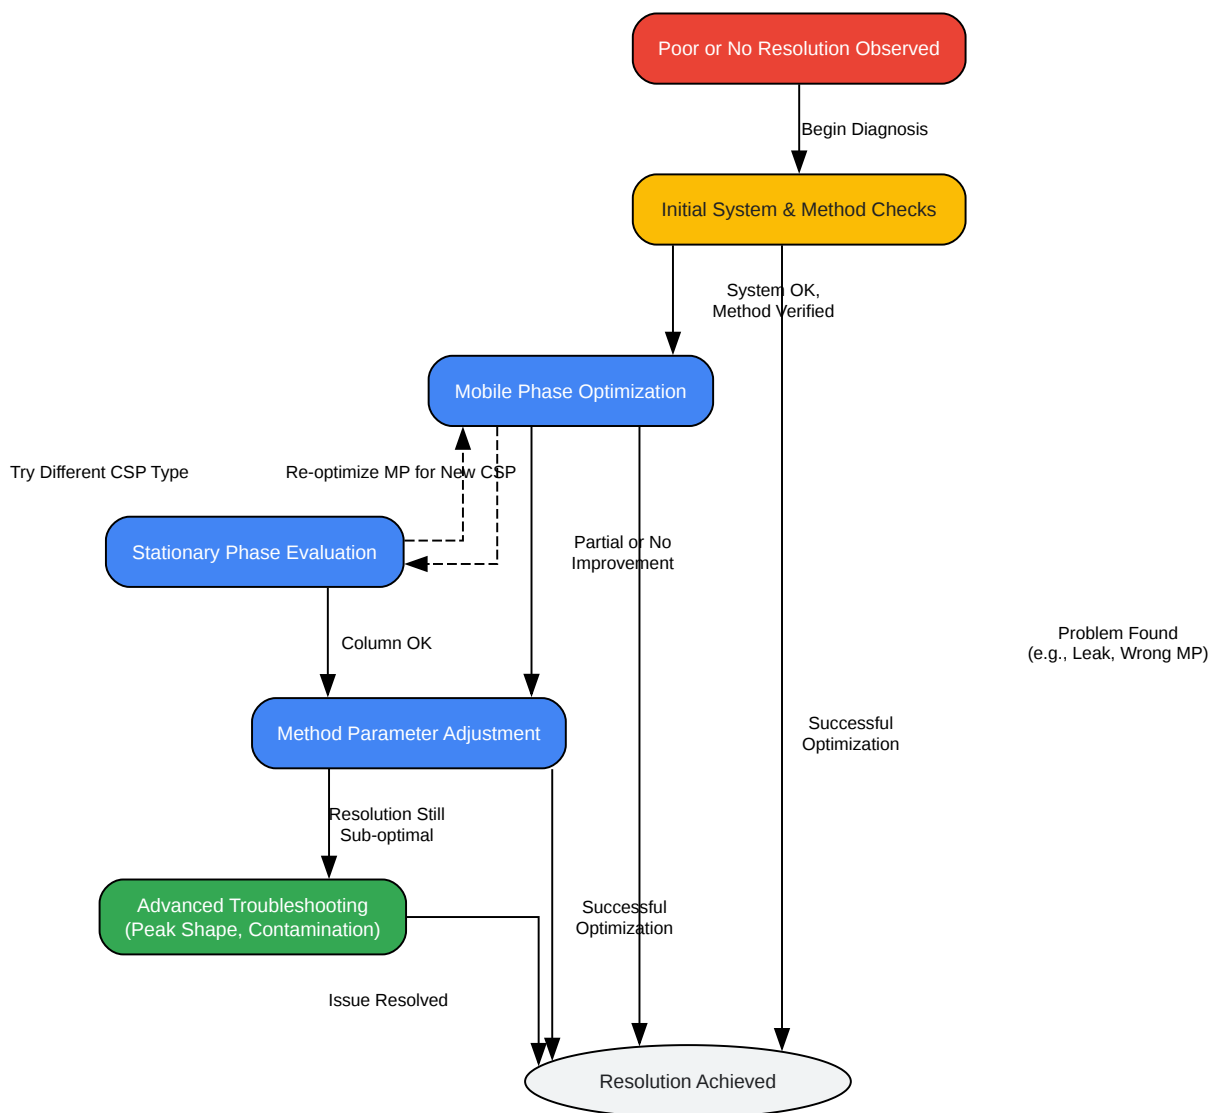 Poor or No Resolution Observed
Begin Diagnosis
Initial System & Method Checks
System OK,
Method Verified
Mobile Phase Optimization
Try Different CSP Type
Re-optimize MP for New CSP
Stationary Phase Evaluation
Partial or No
Improvement
Column OK
Problem Found
(e.g., Leak, Wrong MP)
Method Parameter Adjustment
Successful
Optimization
Resolution Still
Sub-optimal
Advanced Troubleshooting
(Peak Shape, Contamination)
Successful
Optimization
Issue Resolved
Resolution Achieved